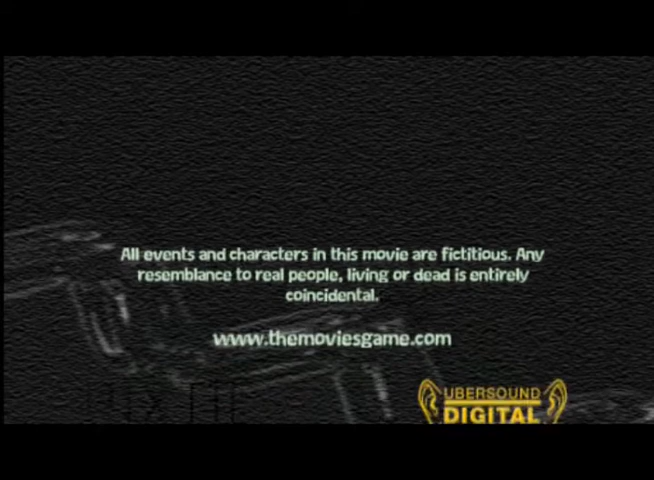 All events and characters in this movie are fictitious. Any
resemblance to real people, living or dead is entirely
coincidental.
www.themoviesgame.com
UBERSOUND
DIGITAL